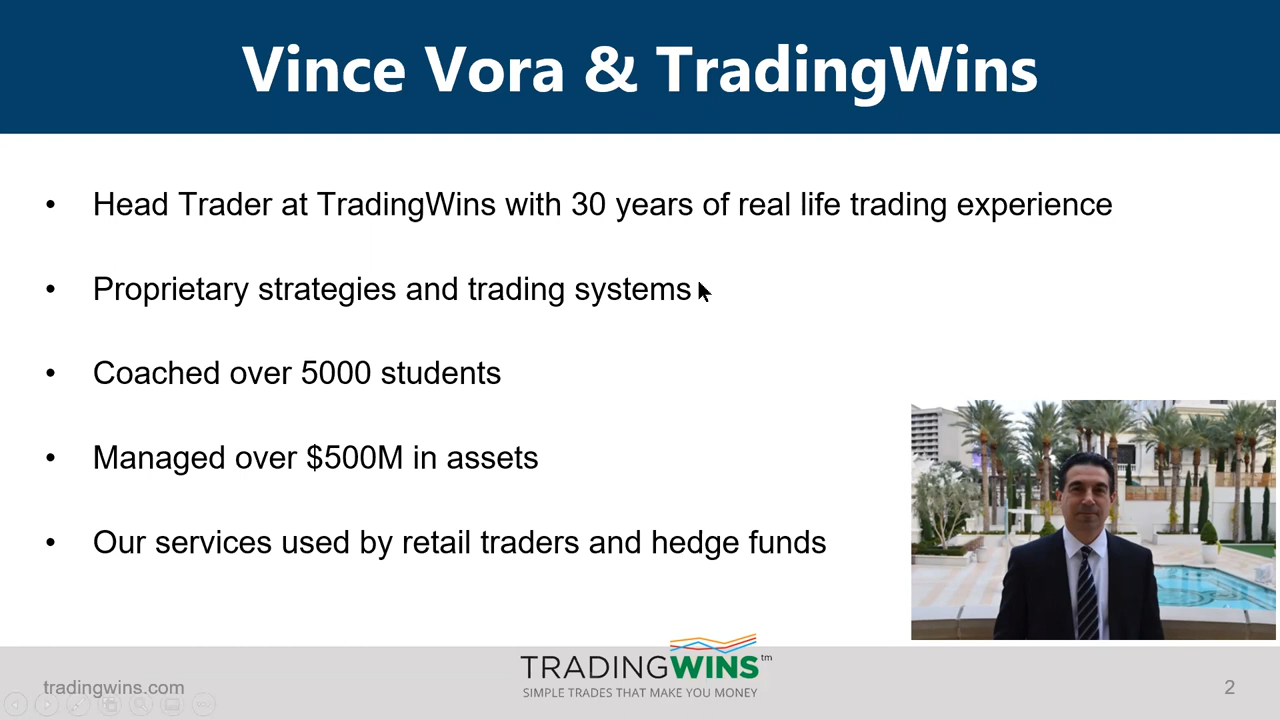 Vince Vora & TradingWins
• Head Trader at TradingWins with 30 years of real life trading experience
• Proprietary strategies and trading systems
• Coached over 5000 students
• Managed over $500M in assets
• Our services used by retail traders and hedge funds
tradingwins.com
TRADINGWINS™
SIMPLE TRADES THAT MAKE YOU MONEY
2